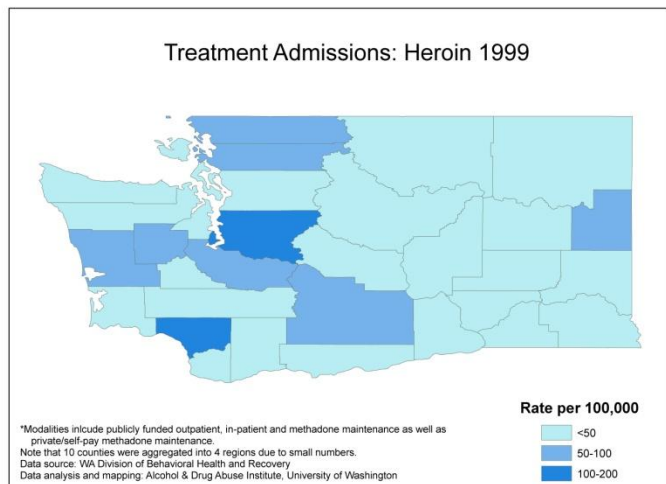 Treatment Admissions: Heroin 1999
*Modalities inlcude publicly funded outpatient, in-patient and methadone maintenance as well as
private/self-pay methadone maintenance.
Note that 10 counties were aggregated into 4 regions due to small numbers.
Data source: WA Division of Behavioral Health and Recovery
Data analysis and mapping: Alcohol & Drug Abuse Institute, University of Washington
Rate per 100,000
<50
50-100
100-200